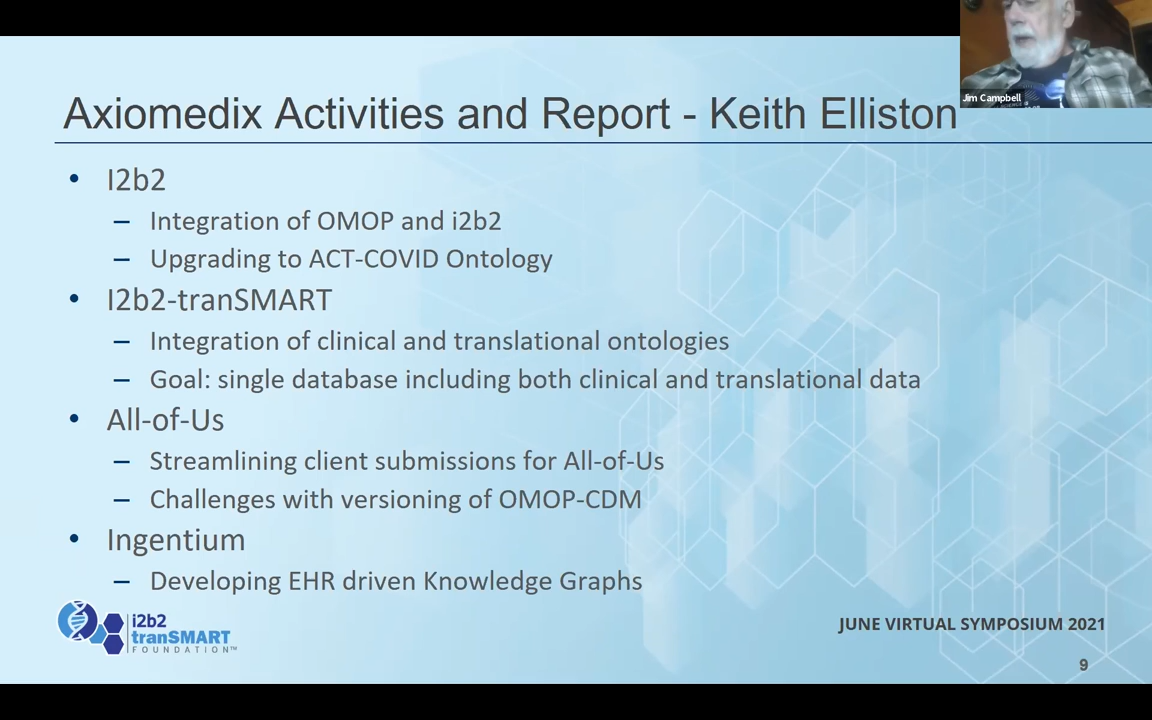 Jim Campbell
Axiomedix Activities and Report - Keith Elliston
• I2b2
– Integration of OMOP and i2b2
– Upgrading to ACT-COVID Ontology
• I2b2-tranSMART
– Integration of clinical and translational ontologies
– Goal: single database including both clinical and translational data
• All-of-Us
– Streamlining client submissions for All-of-Us
– Challenges with versioning of OMOP-CDM
• Ingentium
– Developing EHR driven Knowledge Graphs
i2b2
tranSMART
FOUNDATION™
JUNE VIRTUAL SYMPOSIUM 2021
9